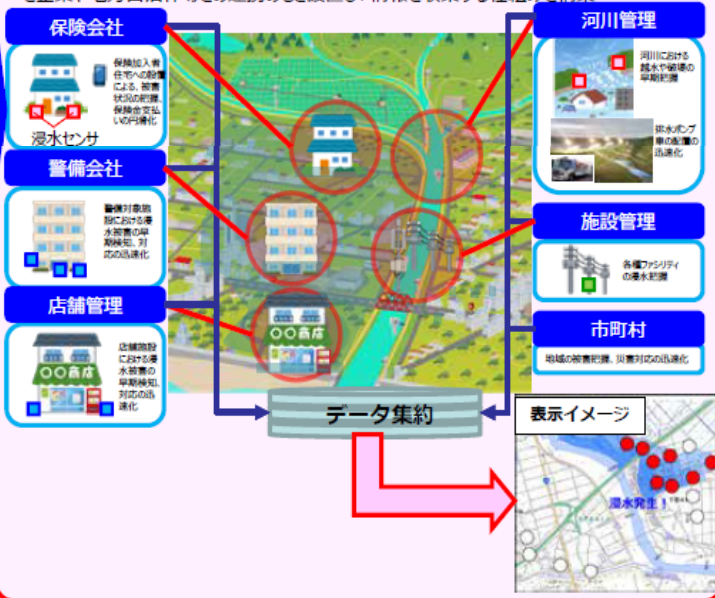 保険会社
保険加入者
住宅への設置
による、被害
状況の把握、
保険金支払
いの円滑化
浸水センサ
警備会社
警備対象施
設における浸
水被害の早
期検知、対
応の迅速化
店舗管理
〇〇商店
店舗施設
における浸
水被害の
早期検知、
対応の迅
速化
〇〇商店
河川管理
河川における
越水や破堤の
早期把握
排水ポンプ
車の配置の
迅速化
施設管理
各種ファシリティ
の浸水把握
市町村
地域の被害把握、災害対応の迅速化
データ集約
表示イメージ
浸水発生！